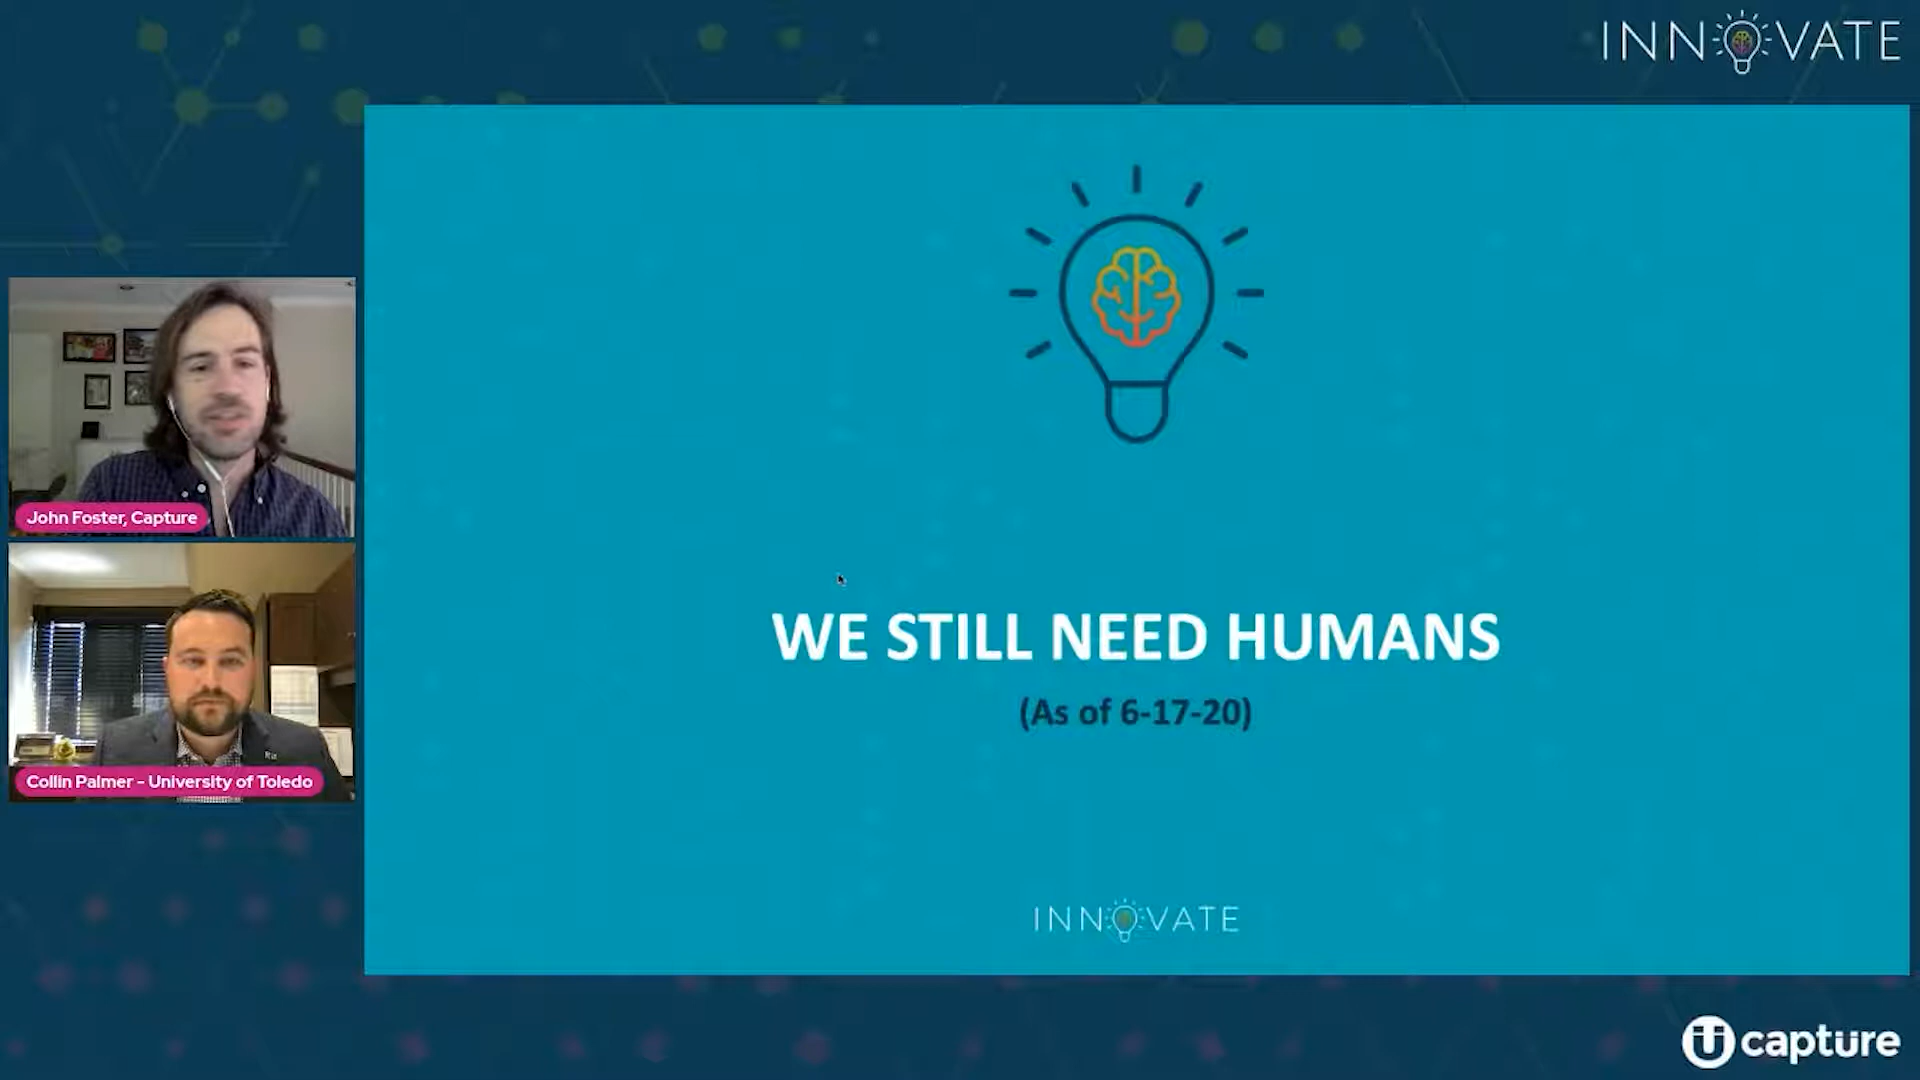 INNOVATE
John Foster, Capture
Collin Palmer - University of Toledo
WE STILL NEED HUMANS
(As of 6-17-20)
INNOVATE
capture